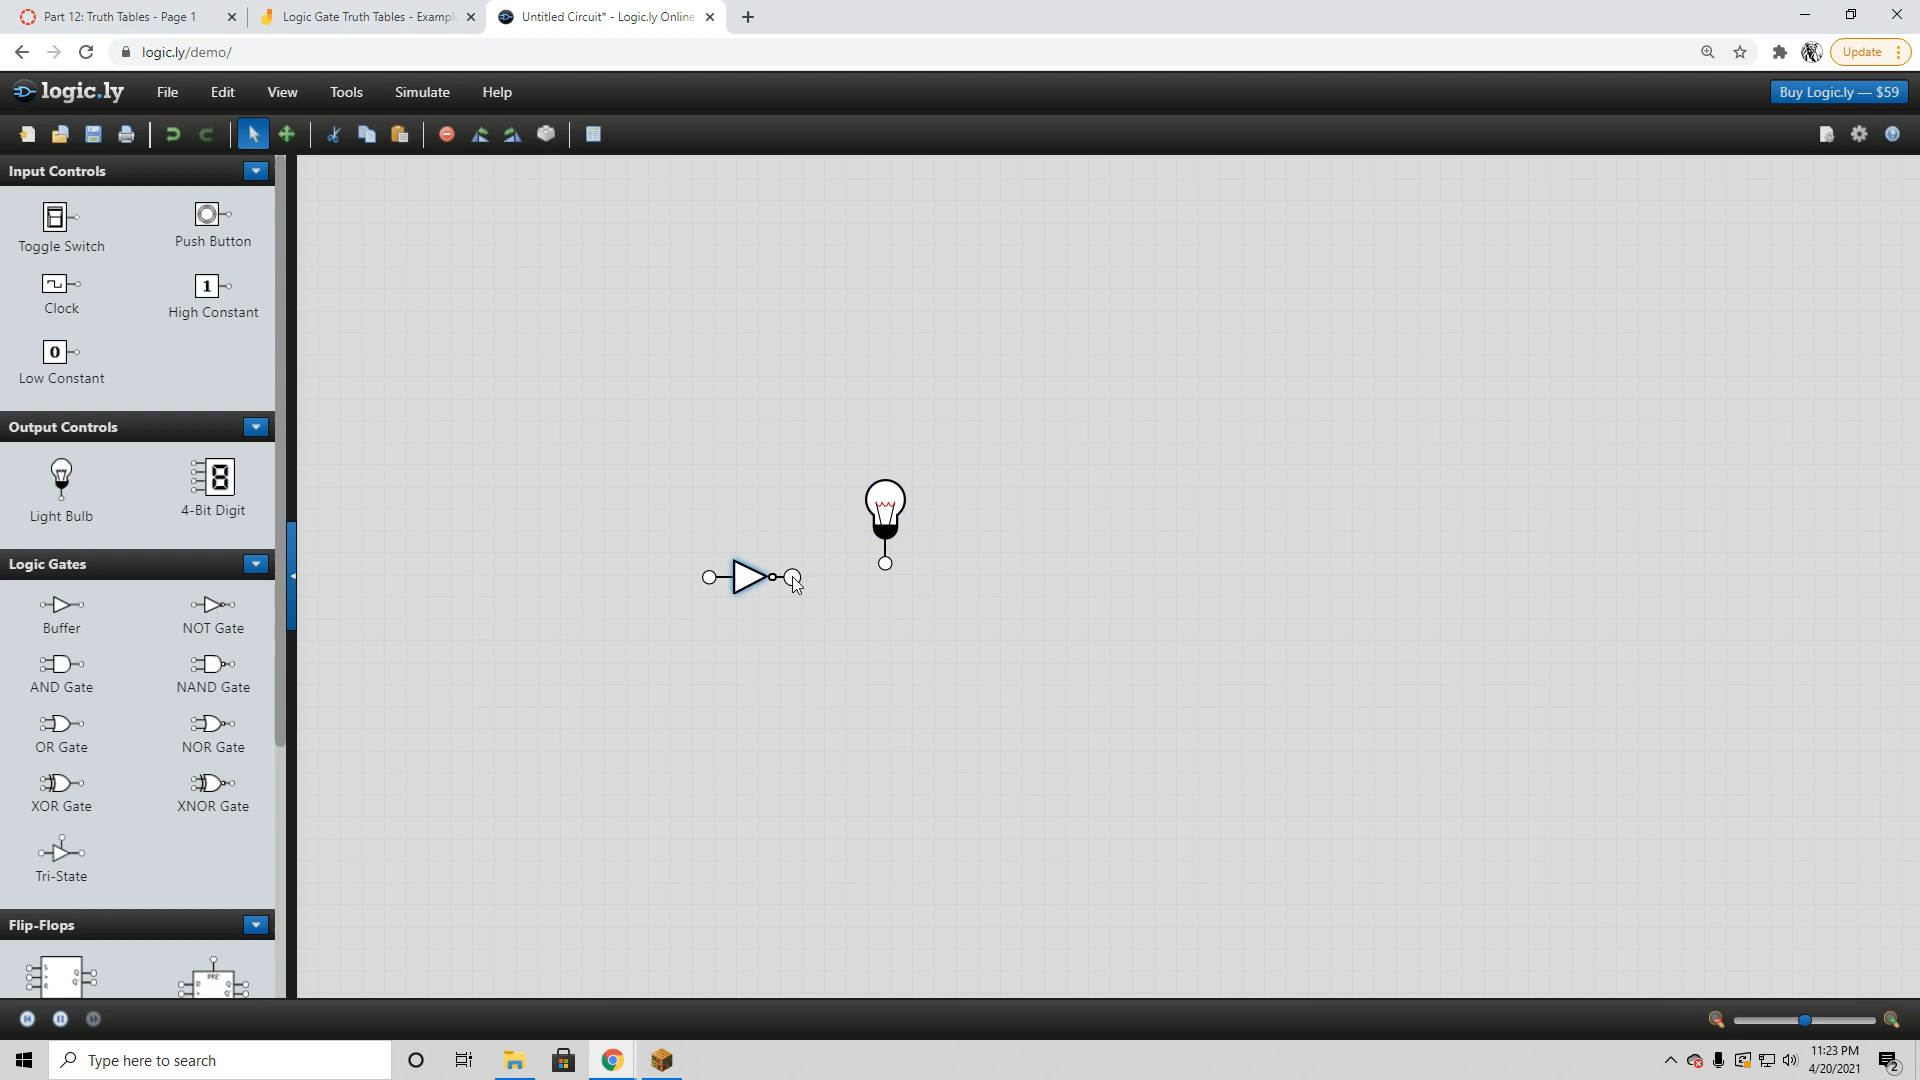 Part 12: Truth Tables - Page 1
Logic Gate Truth Tables - Example
Untitled Circuit* - Logic.ly Online
logic.ly/demo/
Update
logic.ly
File
Edit
View
Tools
Simulate
Help
Buy Logic.ly — $59
Input Controls
Toggle Switch
Push Button
Clock
1
High Constant
0
Low Constant
Output Controls
Light Bulb
8
4-Bit Digit
Logic Gates
Buffer
NOT Gate
AND Gate
NAND Gate
OR Gate
NOR Gate
XOR Gate
XNOR Gate
Tri-State
Flip-Flops
S
Q
>
R
Q'
PRE'
D
Q
>
Q'
Type here to search
11:23 PM
4/20/2021
2